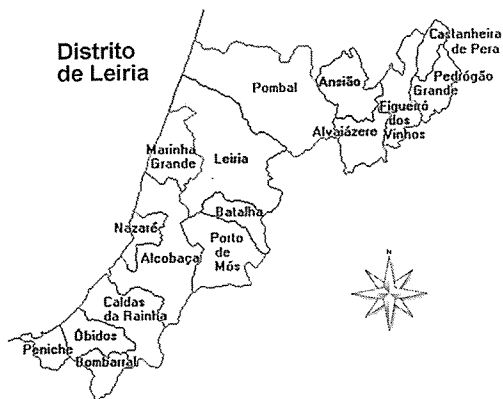 Distrito
de Leiria
Castanheira
de Pera
Pedrógão
Grande
Ansião
Pombal
Figueiró
dos
Vinhos
Alvaiázere
Marinha
Grande
Leiria
Batalha
Nazaré
Porto
de
Mós
Alcobaça
Caldas
da Rainha
Óbidos
Peniche
Bombarral
N